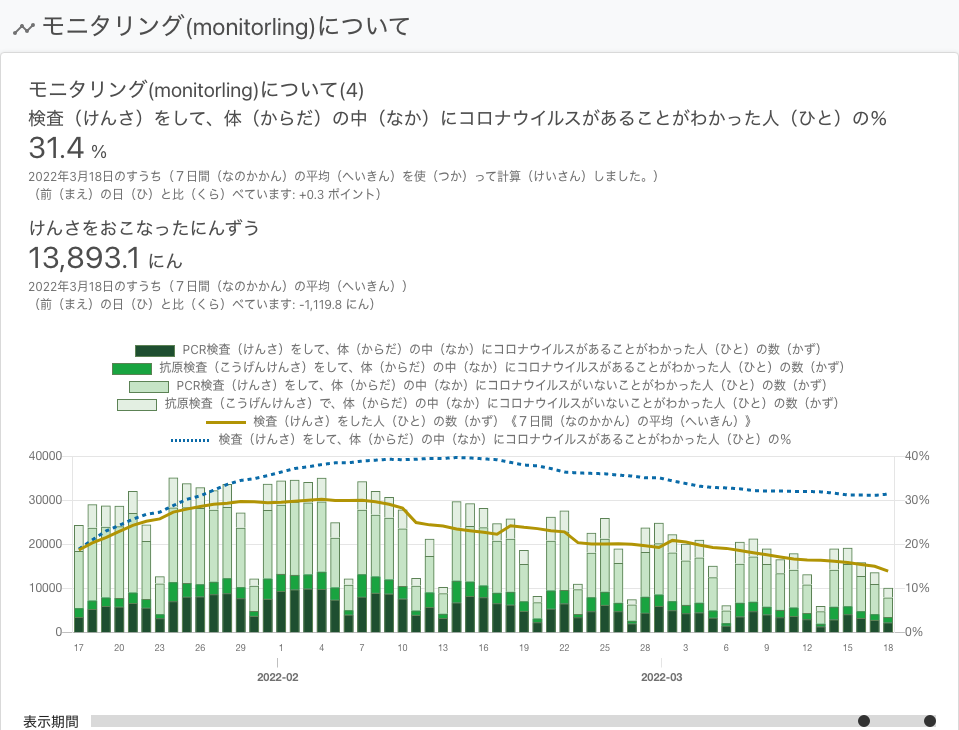 モニタリング(monitorling)について
モニタリング(monitorling)について(4)
検査（けんさ）をして、体（からだ）の中（なか）にコロナウイルスがあることがわかった人（ひと）の％
31.4 %
2022年3月18日のすうち（７日間（なのかかん）の平均（へいきん）を使（つか）って計算（けいさん）しました。）
（前（まえ）の日（ひ）と比（くら）べています: +0.3 ポイント）
けんさをおこなったにんずう
13,893.1 にん
2022年3月18日のすうち（７日間（なのかかん）の平均（へいきん））
（前（まえ）の日（ひ）と比（くら）べています: -1,119.8 にん）
PCR検査（けんさ）をして、体（からだ）の中（なか）にコロナウイルスがあることがわかった人（ひと）の数（かず）
抗原検査（こうげんけんさ）をして、体（からだ）の中（なか）にコロナウイルスがあることがわかった人（ひと）の数（かず）
PCR検査（けんさ）をして、体（からだ）の中（なか）にコロナウイルスがいないことがわかった人（ひと）の数（かず）
抗原検査（こうげんけんさ）で、体（からだ）の中（なか）にコロナウイルスがいないことがわかった人（ひと）の数（かず）
検査（けんさ）をした人（ひと）の数（かず）《７日間（なのかかん）の平均（へいきん）》
検査（けんさ）をして、体（からだ）の中（なか）にコロナウイルスがあることがわかった人（ひと）の％
40000 40%
30000 30%
20000 20%
10000 10%
0 0%
17 20 23 26 29 1 4 7 10 13 16 19 22 25 28 3 6 9 12 15 18
2022-02 2022-03
表示期間